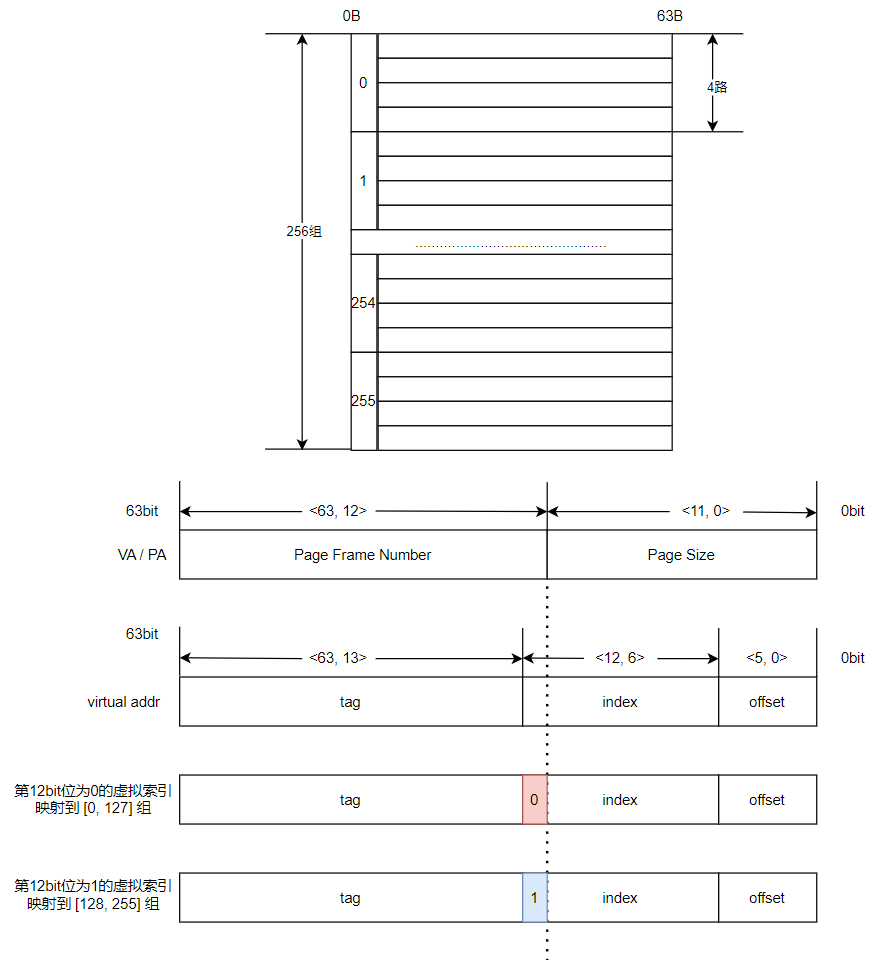 0B
63B
0
4路
1
256组
254
255
63bit
<63, 12>
<11, 0>
0bit
VA / PA
Page Frame Number
Page Size
63bit
<63, 13>
<12, 6>
<5, 0>
0bit
virtual addr
tag
index
offset
第12bit位为0的虚拟索引
映射到 [0, 127] 组
tag
0
index
offset
第12bit位为1的虚拟索引
映射到 [128, 255] 组
tag
1
index
offset